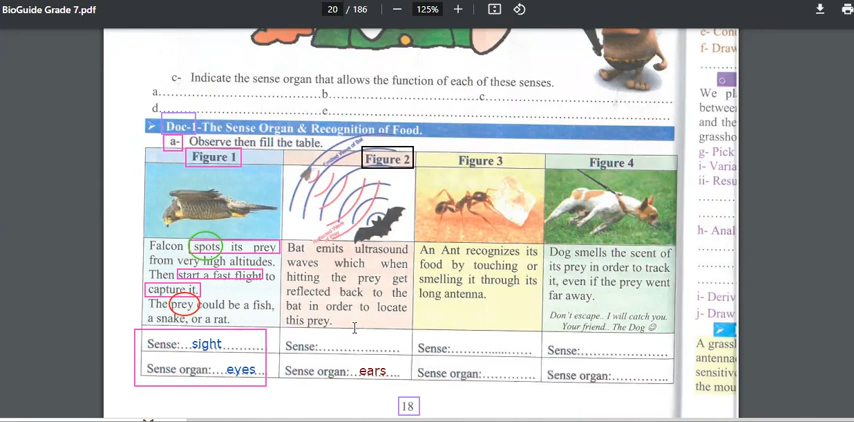 BioGuide Grade 7.pdf
20 / 186
125%
c- Indicate the sense organ that allows the function of each of these senses.
a..............................b..............................c..............................
d..............................e..............................
Doc-1-The Sense Organ & Recognition of Food.
a- Observe then fill the table.
Figure 1
Figure 2
Figure 3
Figure 4
Falcon spots its prey
from very high altitudes.
Then start a fast flight to
capture it.
The prey could be a fish,
a snake, or a rat.
Sense:...sight...........
Sense organ:....eyes...
Bat emits ultrasound
waves which when
hitting the prey get
reflected back to the
bat in order to locate
this prey.
Sense:......................
Sense organ:...ears....
An Ant recognizes its
food by touching or
smelling it through its
long antenna.
Sense:......................
Sense organ:..............
Dog smells the scent of
its prey in order to track
it, even if the prey went
far away.
Don't escape.. I will catch you.
Your friend.. The Dog ☺
Sense:......................
Sense organ:..............
18
f- Draw
We pl
between
and the
grassho
g- Pick
i- Varia
ii- Resu
h- Anal
i- Deriv
j- Draw
A grass
antenna
sensitiv
the mou